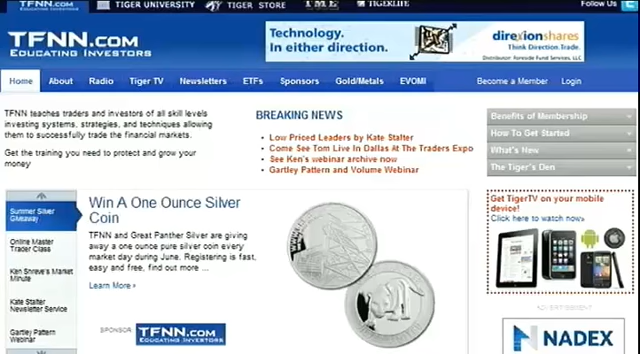 TFNN.COM TIGER UNIVERSITY TIGER STORE TIGERLIFE Follow Us
TFNN.COM
EDUCATING INVESTORS
Technology.
In either direction.
direxionshares
Think Direction. Trade.
Distributor: Foreside Fund Services, LLC
Home About Radio Tiger TV Newsletters ETFs Sponsors Gold/Metals EVOMI Become a Member Login
TFNN teaches traders and investors of all skill levels
investing systems, strategies, and techniques allowing
them to successfully trade the financial markets.
Get the training you need to protect and grow your
money
BREAKING NEWS
Low Priced Leaders by Kate Stalter
Come See Tom Live In Dallas At The Traders Expo
See Ken's webinar archive now
Gartley Pattern and Volume Webinar
Benefits of Membership
How To Get Started
What's New
The Tiger's Den
Summer Silver
Giveaway
Online Master
Trader Class
Ken Shreve's Market
Minute
Kate Stalter
Newsletter Service
Gartley Pattern
Webinar
Win A One Ounce Silver
Coin
TFNN and Great Panther Silver are giving
away a one ounce pure silver coin every
market day during June. Registering is fast,
easy and free, find out more ...
Learn More
SPONSOR
TFNN.COM
EDUCATING INVESTORS
Get TigerTV on your mobile
device!
Click here to watch now
ADVERTISEMENT
NADEX